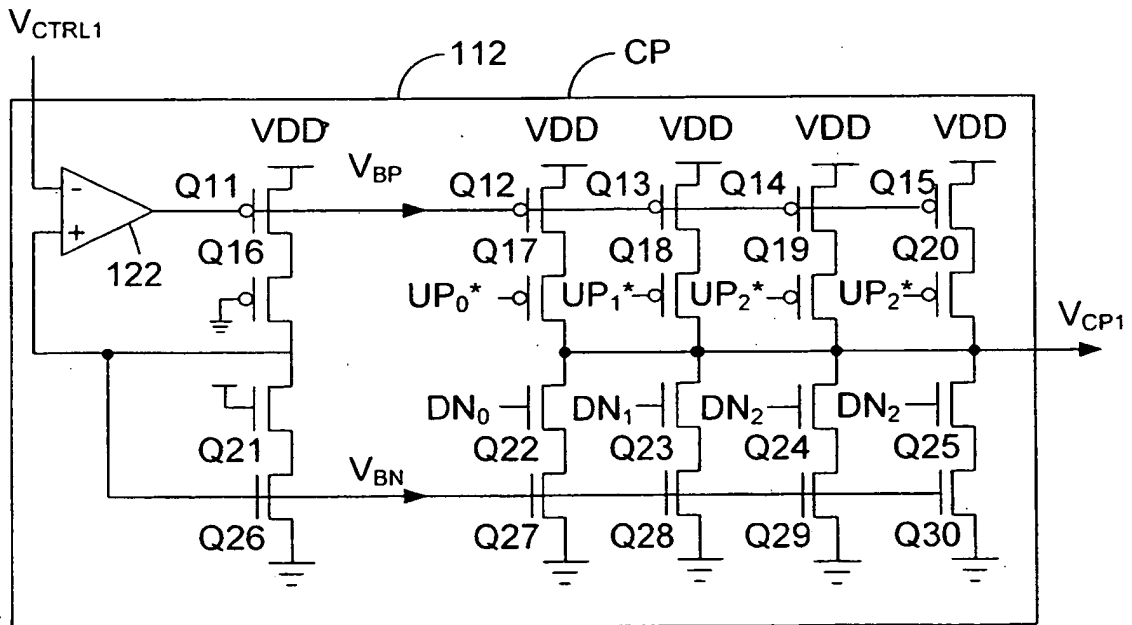 V_CTRL1
112 CP
VDD VDD VDD VDD VDD
- Q11 V_BP Q12 Q13 Q14 Q15
+ Q16 Q17 Q18 Q19 Q20
122 UP_0* UP_1* UP_2* UP_2*
V_CP1
DN_0 DN_1 DN_2 DN_2
Q21 Q22 Q23 Q24 Q25
V_BN
Q26 Q27 Q28 Q29 Q30